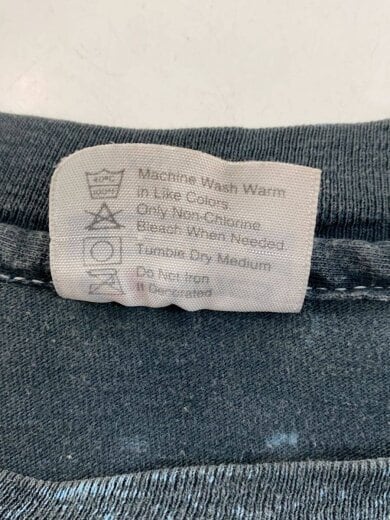 Machine Wash Warm
in Like Colors
Only Non-Chlorine
Bleach When Needed
Tumble Dry Medium
Do Not Iron
If Decorated